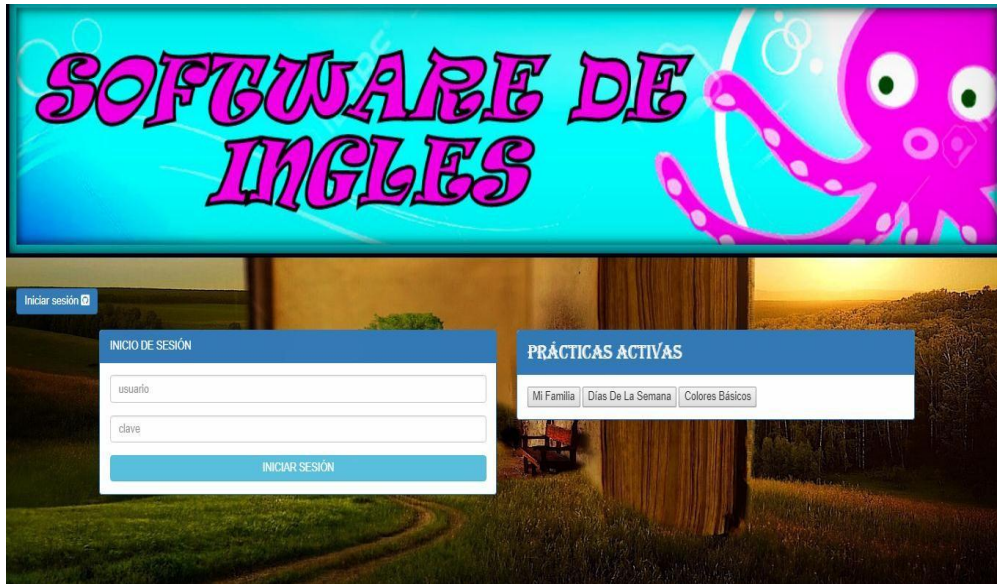 SOFTWARE DE
INGLES
Iniciar sesión
INICIO DE SESIÓN
usuario
clave
INICIAR SESIÓN
PRÁCTICAS ACTIVAS
Mi Familia Días De La Semana Colores Básicos